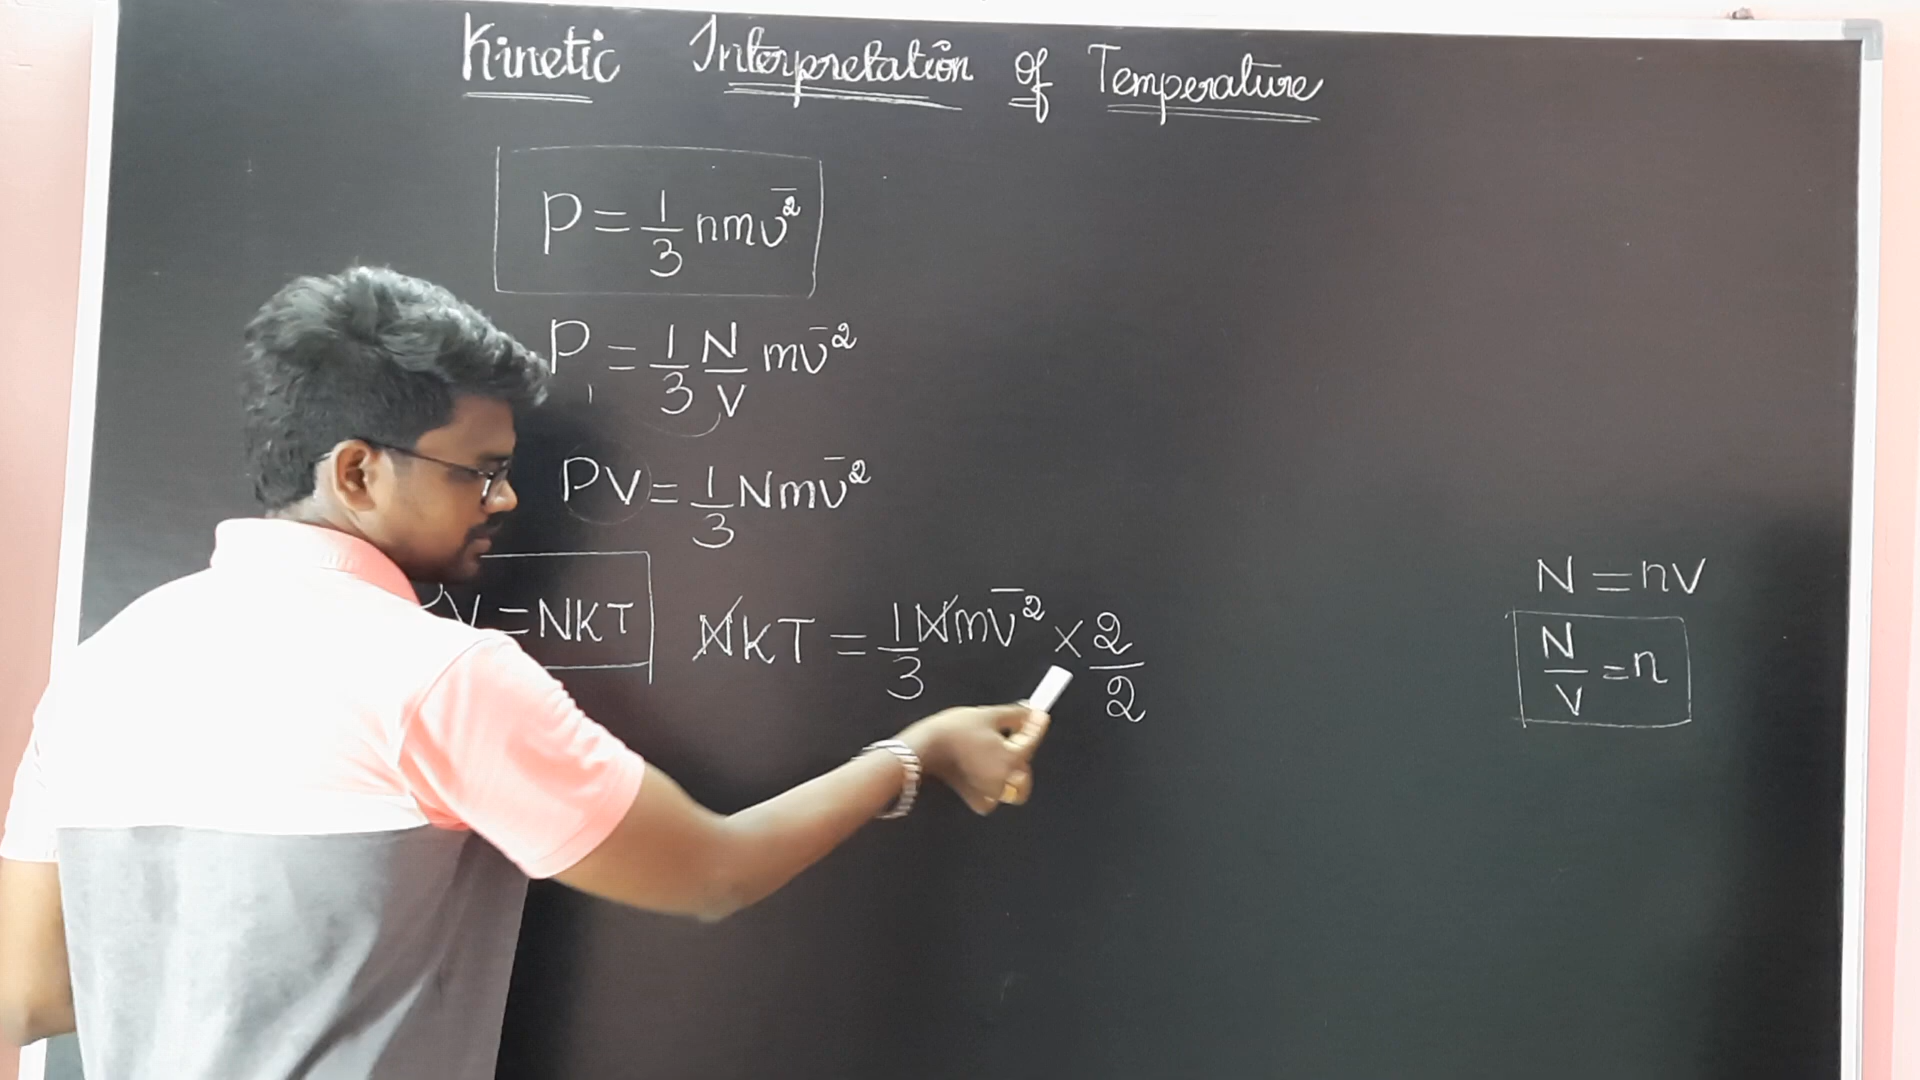 Kinetic Interpretation of Temperature
P = 1/3 nmv̄²
P = 1/3 N/V mv̄²
PV = 1/3 Nmv̄²
V = NKT
NKT = 1/3 Nmv̄² × 2/2
N = nV
N/V = n